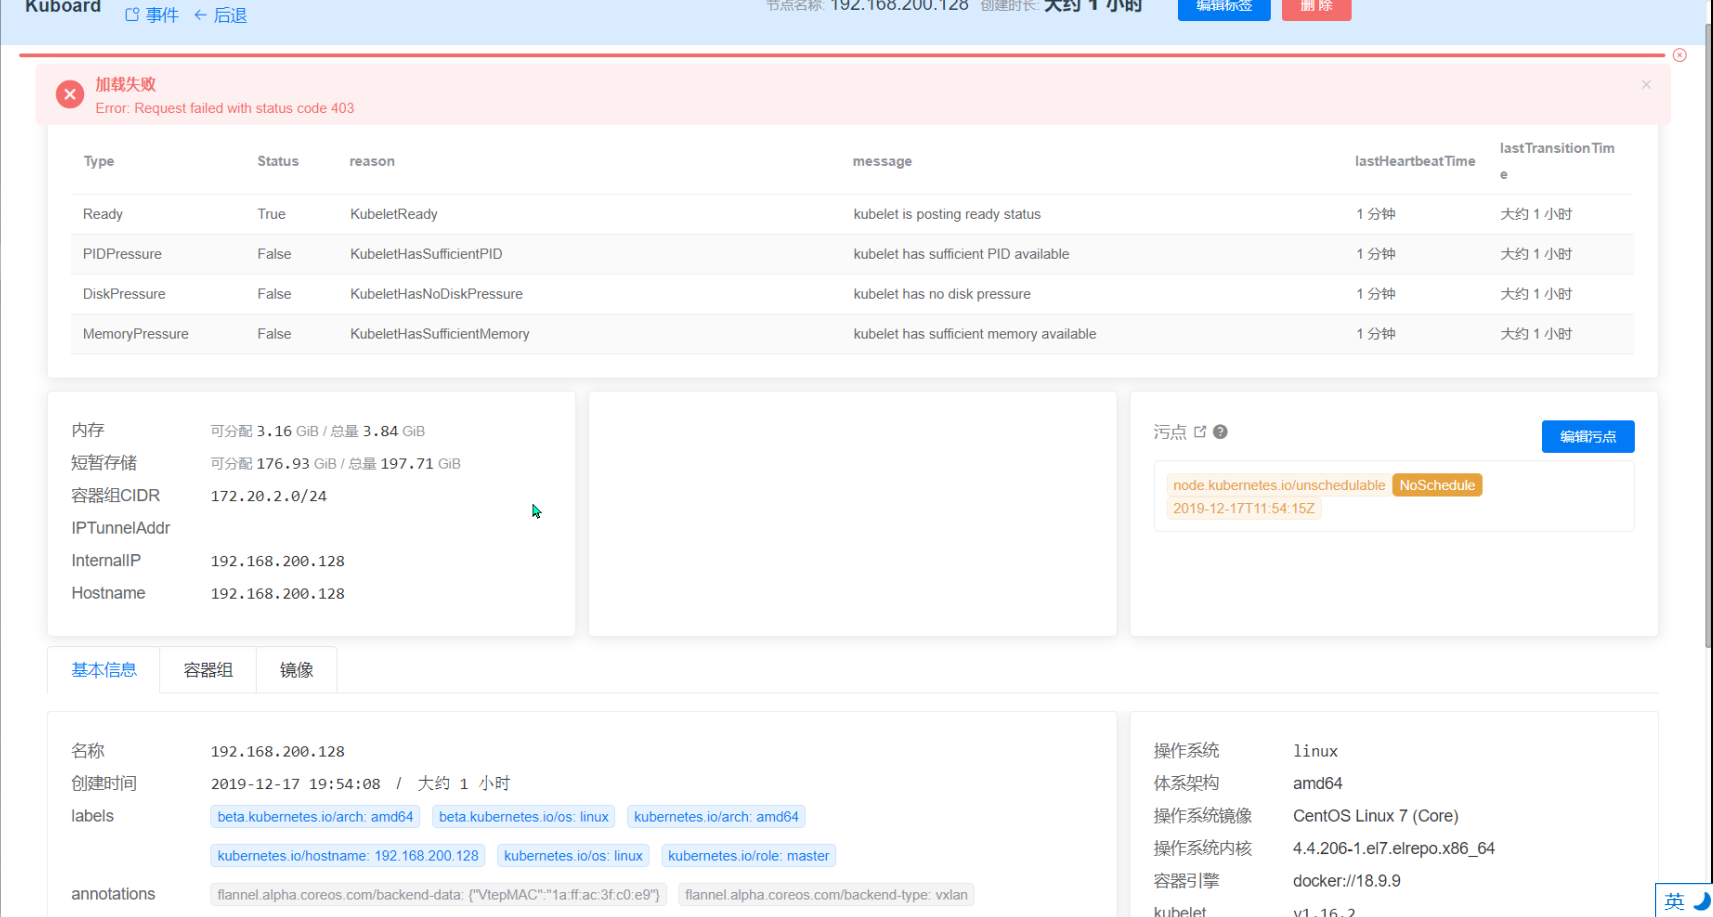 Kuboard 事件 后退 节点名称: 192.168.200.128 创建时长: 大约 1 小时 编辑标签 删 除
加载失败
Error: Request failed with status code 403
Type Status reason message lastHeartbeatTime lastTransitionTim
e
Ready True KubeletReady kubelet is posting ready status 1 分钟 大约 1 小时
PIDPressure False KubeletHasSufficientPID kubelet has sufficient PID available 1 分钟 大约 1 小时
DiskPressure False KubeletHasNoDiskPressure kubelet has no disk pressure 1 分钟 大约 1 小时
MemoryPressure False KubeletHasSufficientMemory kubelet has sufficient memory available 1 分钟 大约 1 小时
内存 可分配 3.16 GiB / 总量 3.84 GiB
短暂存储 可分配 176.93 GiB / 总量 197.71 GiB
容器组CIDR 172.20.2.0/24
IPTunnelAddr
InternalIP 192.168.200.128
Hostname 192.168.200.128
污点 编辑污点
node.kubernetes.io/unschedulable NoSchedule
2019-12-17T11:54:15Z
基本信息 容器组 镜像
名称 192.168.200.128
创建时间 2019-12-17 19:54:08 / 大约 1 小时
labels beta.kubernetes.io/arch: amd64 beta.kubernetes.io/os: linux kubernetes.io/arch: amd64
kubernetes.io/hostname: 192.168.200.128 kubernetes.io/os: linux kubernetes.io/role: master
annotations flannel.alpha.coreos.com/backend-data: {"VtepMAC":"1a:ff:ac:3f:c0:e9"} flannel.alpha.coreos.com/backend-type: vxlan
操作系统 linux
体系架构 amd64
操作系统镜像 CentOS Linux 7 (Core)
操作系统内核 4.4.206-1.el7.elrepo.x86_64
容器引擎 docker://18.9.9
kubelet v1.16.2
英